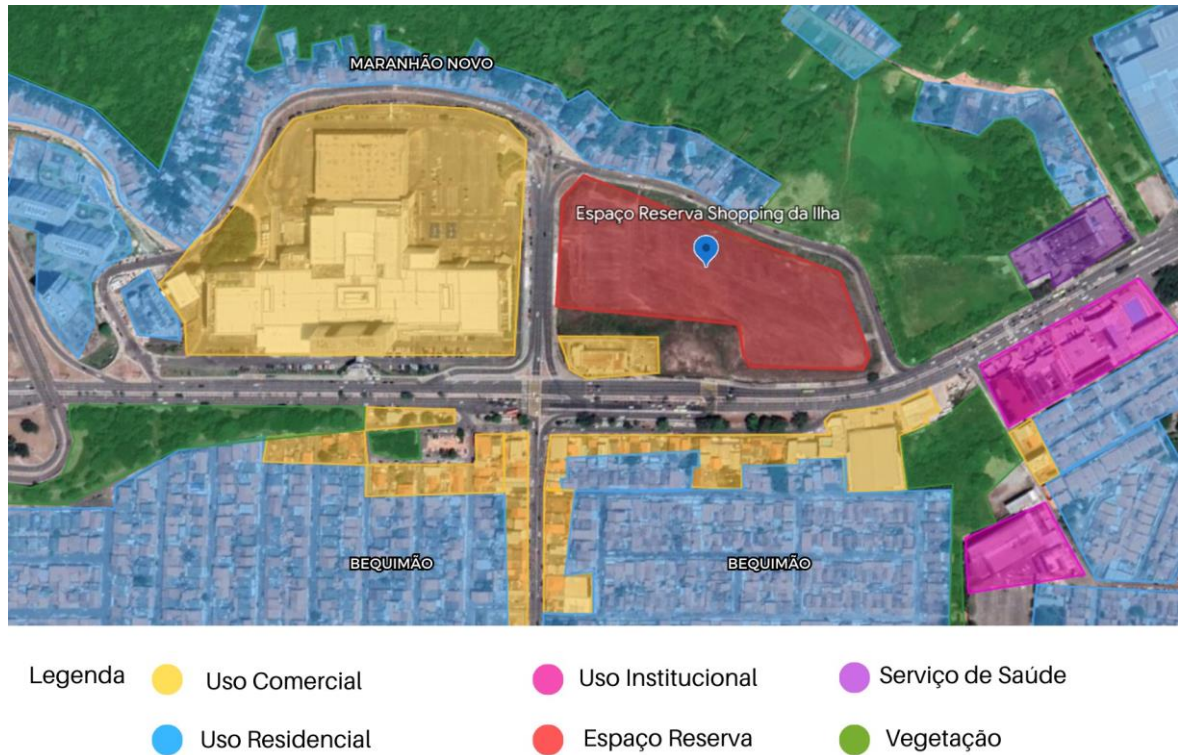 MARANHÃO NOVO
Espaço Reserva Shopping da Ilha
BEQUIMÃO
BEQUIMÃO
Legenda
Uso Comercial
Uso Institucional
Serviço de Saúde
Uso Residencial
Espaço Reserva
Vegetação